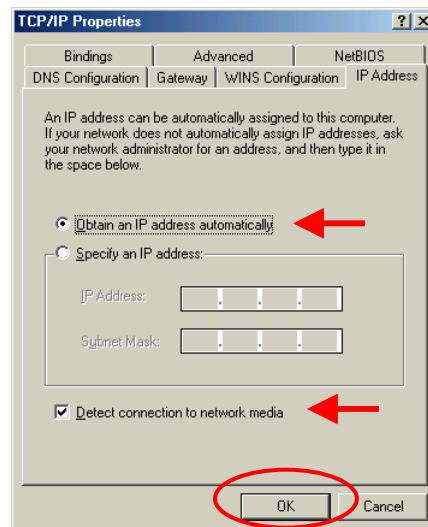 TCP/IP Properties
Bindings Advanced NetBIOS
DNS Configuration Gateway WINS Configuration IP Address
An IP address can be automatically assigned to this computer.
If your network does not automatically assign IP addresses, ask
your network administrator for an address, and then type it in
the space below.
Obtain an IP address automatically
Specify an IP address:
IP Address:
. . .
Subnet Mask:
. . .
Detect connection to network media
OK Cancel